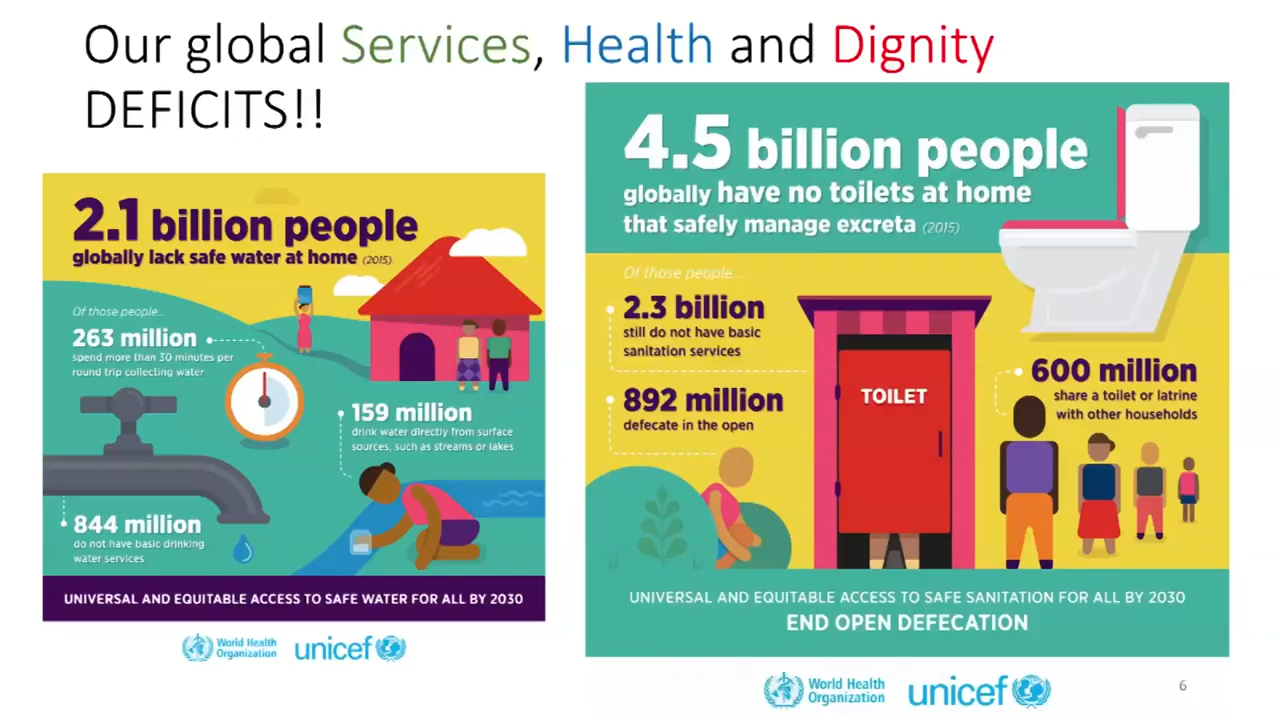 Our global Services, Health and Dignity
DEFICITS!!
2.1 billion people
globally lack safe water at home (2015)
Of those people...
263 million
spend more than 30 minutes per
round trip collecting water
159 million
drink water directly from surface
sources, such as streams or lakes
844 million
do not have basic drinking
water services
UNIVERSAL AND EQUITABLE ACCESS TO SAFE WATER FOR ALL BY 2030
World Health
Organization
unicef
4.5 billion people
globally have no toilets at home
that safely manage excreta (2015)
Of those people...
2.3 billion
still do not have basic
sanitation services
892 million
defecate in the open
TOILET
600 million
share a toilet or latrine
with other households
UNIVERSAL AND EQUITABLE ACCESS TO SAFE SANITATION FOR ALL BY 2030
END OPEN DEFECATION
World Health
Organization
unicef
6